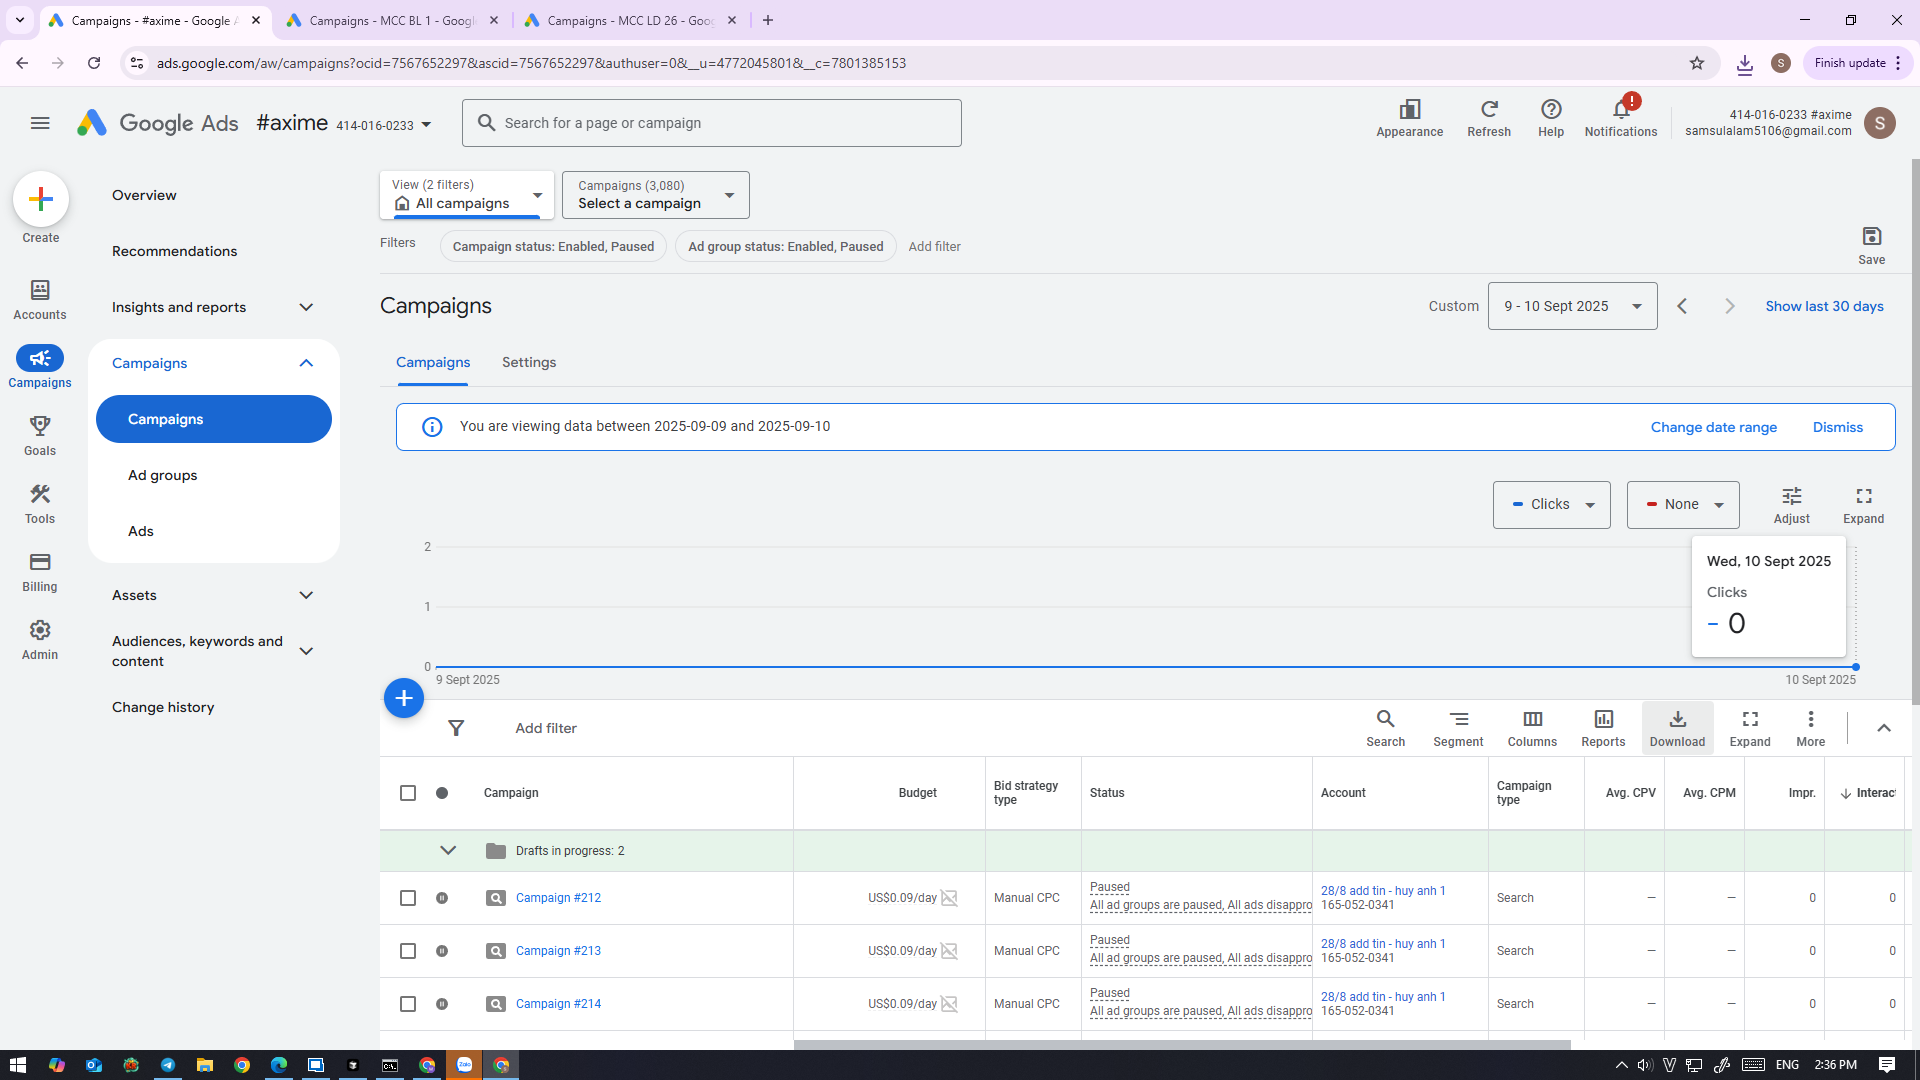 Campaigns - #axime - Google A
Campaigns - MCC BL 1 - Googl
Campaigns - MCC LD 26 - Goo
ads.google.com/aw/campaigns?ocid=7567652297&ascid=7567652297&authuser=0&__u=4772045801&__c=7801385153
S
Finish update
Google Ads
#axime 414-016-0233
Search for a page or campaign
Appearance
Refresh
Help
!
Notifications
414-016-0233 #axime
samsulalam5106@gmail.com
S
Create
Accounts
Campaigns
Goals
Tools
Billing
Admin
Overview
Recommendations
Insights and reports
Campaigns
Campaigns
Ad groups
Ads
Assets
Audiences, keywords and
content
Change history
View (2 filters)
All campaigns
Campaigns (3,080)
Select a campaign
Filters
Campaign status: Enabled, Paused
Ad group status: Enabled, Paused
Add filter
Save
Campaigns
Custom
9 - 10 Sept 2025
Show last 30 days
Campaigns
Settings
You are viewing data between 2025-09-09 and 2025-09-10
Change date range
Dismiss
Clicks
None
Adjust
Expand
2
1
0
9 Sept 2025
10 Sept 2025
Wed, 10 Sept 2025
Clicks
0
Add filter
Search
Segment
Columns
Reports
Download
Expand
More
Campaign
Budget
Bid strategy
type
Status
Account
Campaign
type
Avg. CPV
Avg. CPM
Impr.
Interac
Drafts in progress: 2
Campaign #212
US$0.09/day
Manual CPC
Paused
All ad groups are paused, All ads disappro
28/8 add tin - huy anh 1
165-052-0341
Search
—
—
0
0
Campaign #213
US$0.09/day
Manual CPC
Paused
All ad groups are paused, All ads disappro
28/8 add tin - huy anh 1
165-052-0341
Search
—
—
0
0
Campaign #214
US$0.09/day
Manual CPC
Paused
All ad groups are paused, All ads disappro
28/8 add tin - huy anh 1
165-052-0341
Search
—
—
0
0
Zalo
ENG
2:36 PM